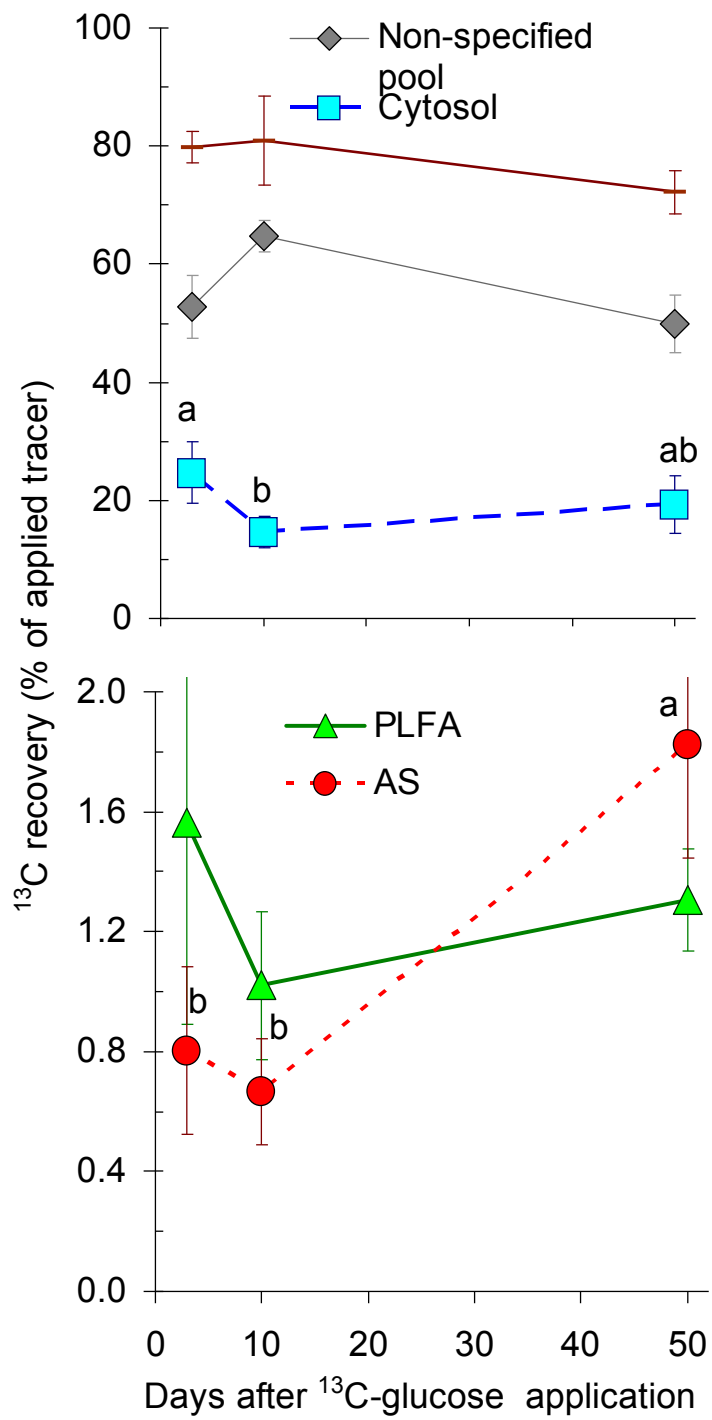 100
80
60
40
20
0
Non-specified
pool
Cytosol
a
b
ab
¹³C recovery (% of applied tracer)
2.0
1.6
1.2
0.8
0.4
0.0
PLFA
AS
a
b
b
0 10 20 30 40 50
Days after ¹³C-glucose application